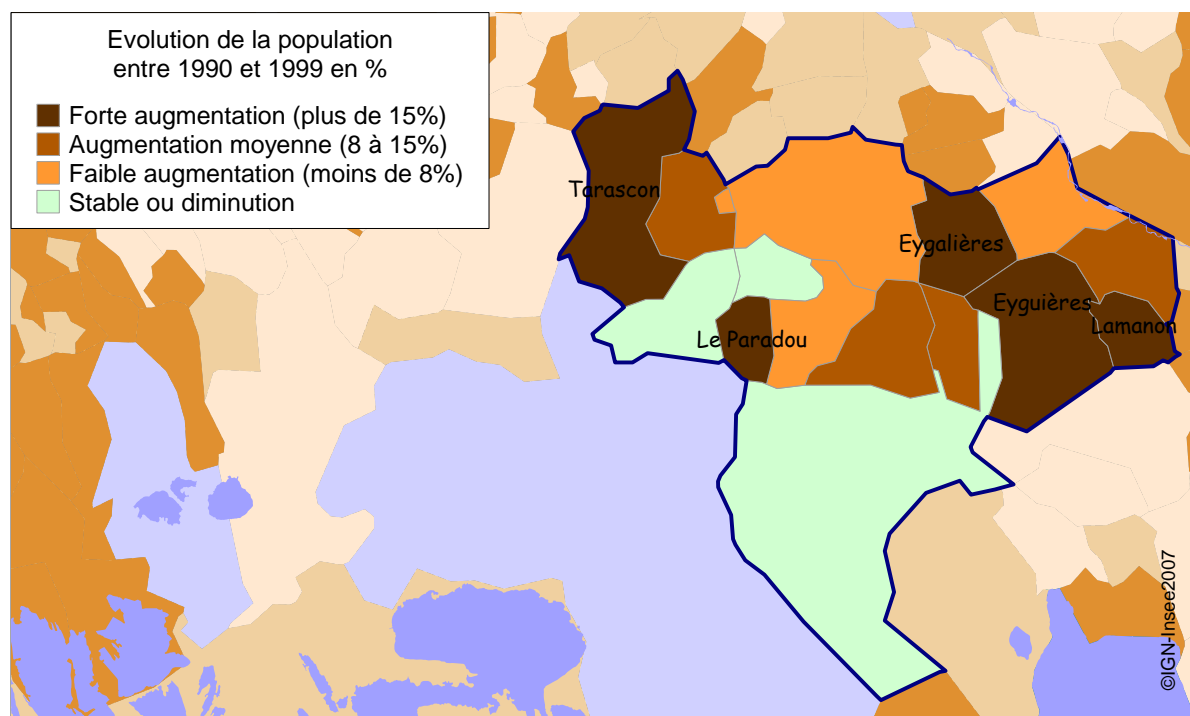 Evolution de la population
entre 1990 et 1999 en %
Forte augmentation (plus de 15%)
Augmentation moyenne (8 à 15%)
Faible augmentation (moins de 8%)
Stable ou diminution
Tarascon
Eygalières
Eyguières
Lamanon
Le Paradou
©IGN-Insee2007